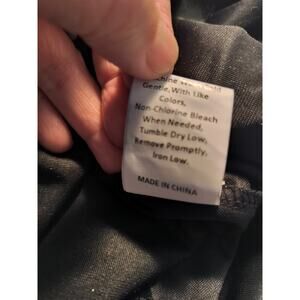 Gentle, With Like
Colors,
Non-Chlorine Bleach
When Needed,
Tumble Dry Low,
Remove Promptly,
Iron Low.
MADE IN CHINA